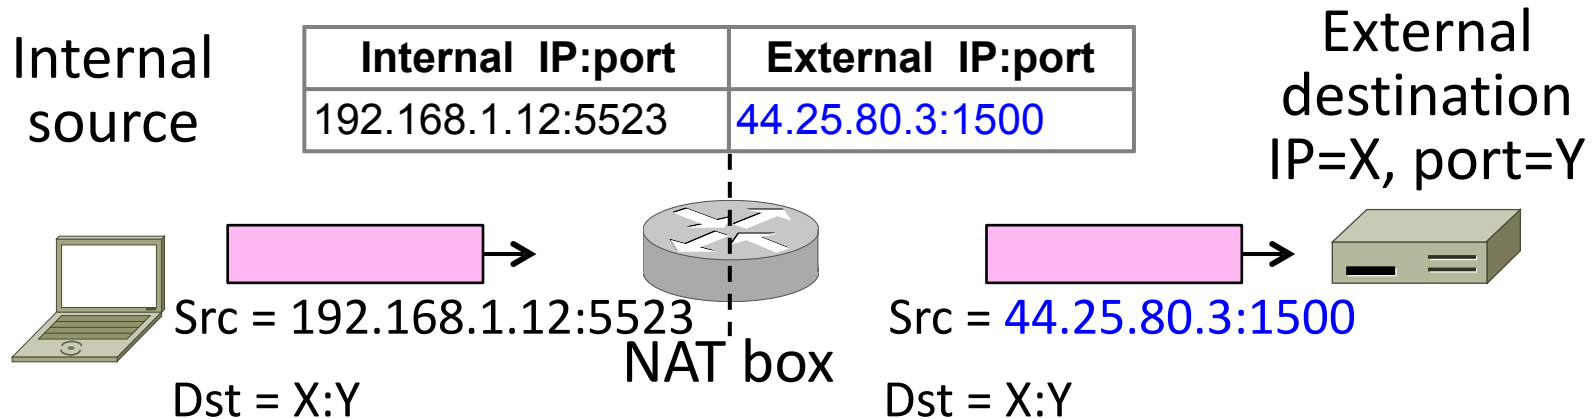 Internal
source
Internal IP:port External IP:port
192.168.1.12:5523 44.25.80.3:1500
External
destination
IP=X, port=Y
Src = 192.168.1.12:5523
Dst = X:Y
NAT box
Src = 44.25.80.3:1500
Dst = X:Y